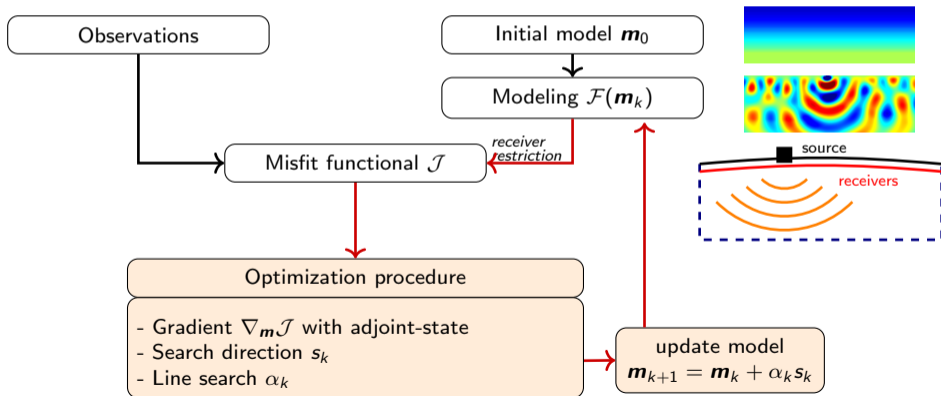 Observations
Initial model 𝒎₀
Modeling ℱ(𝒎ₖ)
receiver
restriction
Misfit functional 𝒥
source
receivers
Optimization procedure
- Gradient ∇𝒎𝒥 with adjoint-state
- Search direction 𝒔ₖ
- Line search αₖ
update model
𝒎ₖ₊₁ = 𝒎ₖ + αₖ𝒔ₖ